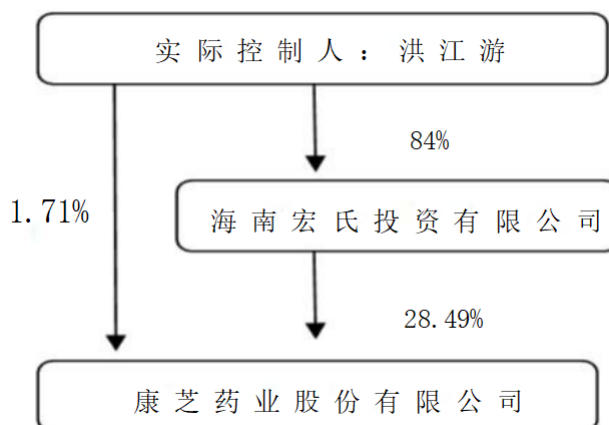 实际控制人：洪江游
84%
1.71%
海南宏氏投资有限公司
28.49%
康芝药业股份有限公司